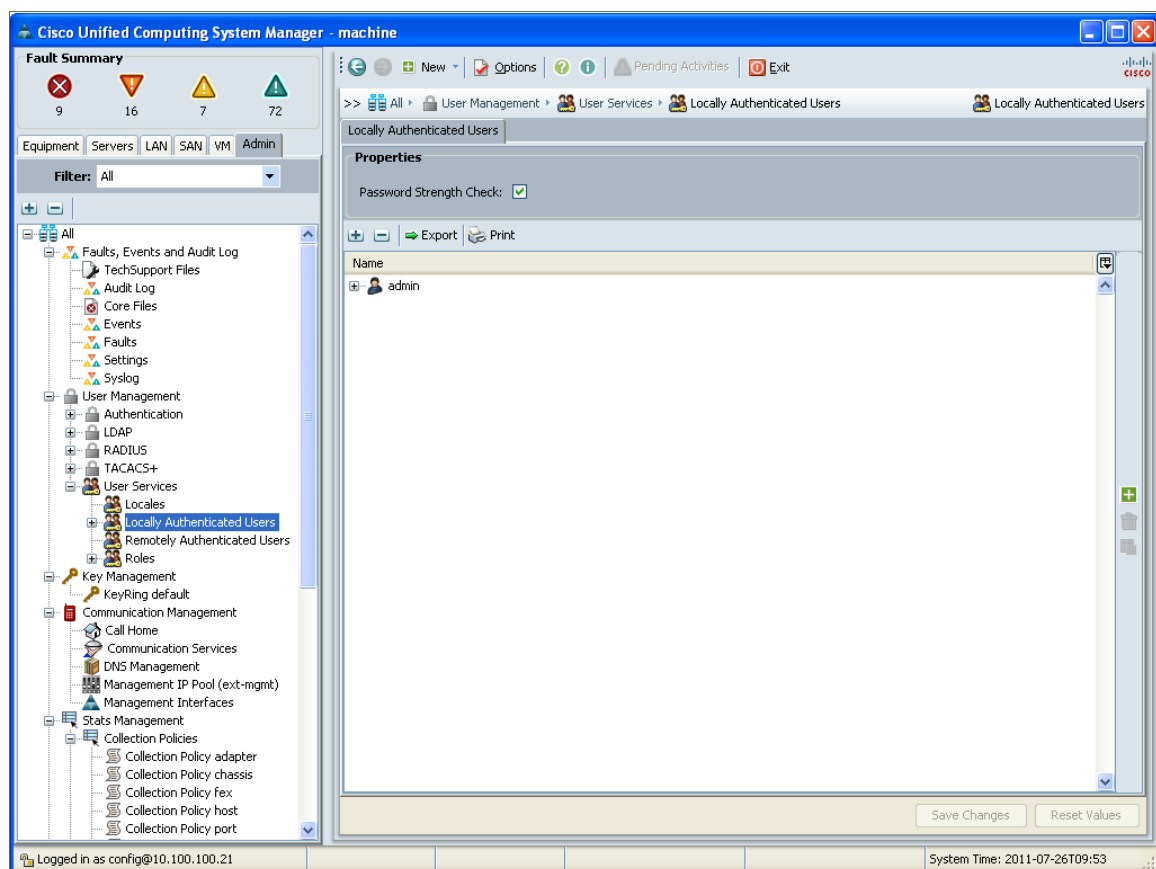 Cisco Unified Computing System Manager - machine
Fault Summary
9 16 7 72
Equipment Servers LAN SAN VM Admin
Filter: All
All
Faults, Events and Audit Log
TechSupport Files
Audit Log
Core Files
Events
Faults
Settings
Syslog
User Management
Authentication
LDAP
RADIUS
TACACS+
User Services
Locales
Locally Authenticated Users
Remotely Authenticated Users
Roles
Key Management
KeyRing default
Communication Management
Call Home
Communication Services
DNS Management
Management IP Pool (ext-mgmt)
Management Interfaces
Stats Management
Collection Policies
Collection Policy adapter
Collection Policy chassis
Collection Policy fex
Collection Policy host
Collection Policy port
New Options Pending Activities Exit
CISCO
>> All User Management User Services Locally Authenticated Users Locally Authenticated Users
Locally Authenticated Users
Properties
Password Strength Check:
Export Print
Name
admin
Save Changes Reset Values
Logged in as config@10.100.100.21 System Time: 2011-07-26T09:53